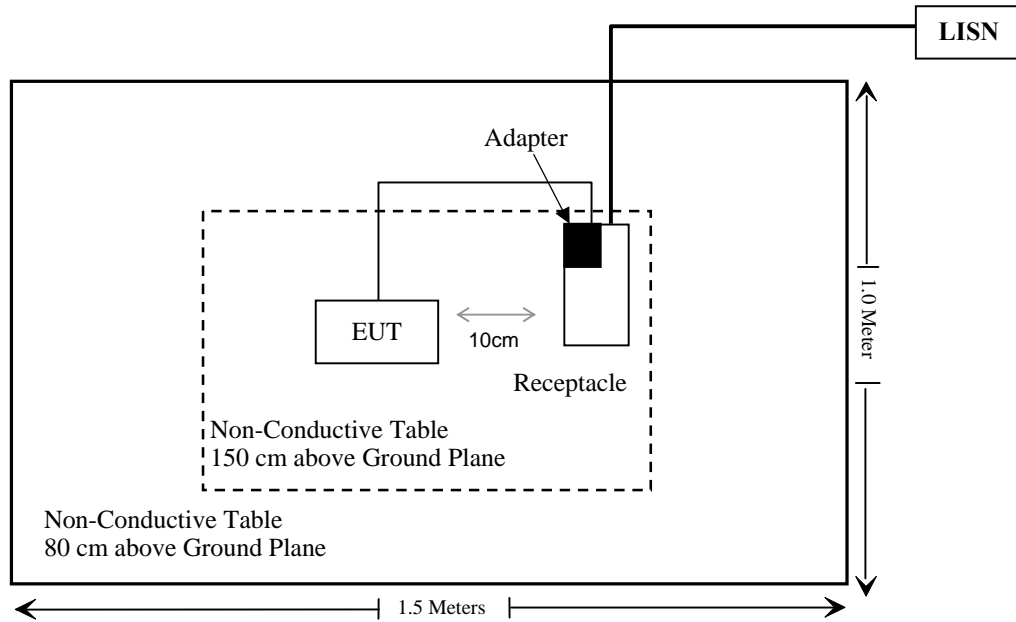 LISN
Adapter
EUT
10cm
Receptacle
1.0 Meter
Non-Conductive Table
150 cm above Ground Plane
Non-Conductive Table
80 cm above Ground Plane
1.5 Meters